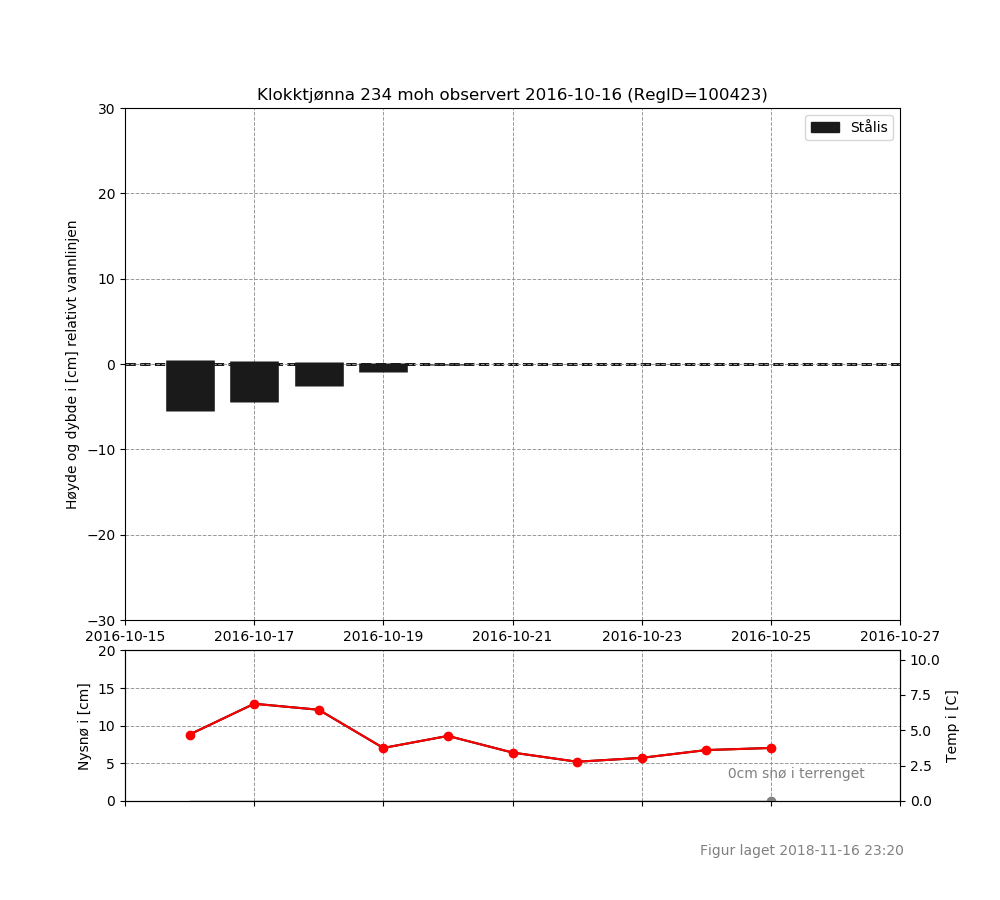 Klokktjønna 234 moh observert 2016-10-16 (RegID=100423)
Stålis
Høyde og dybde i [cm] relativt vannlinjen
30
20
10
0
−10
−20
−30
2016-10-15 2016-10-17 2016-10-19 2016-10-21 2016-10-23 2016-10-25 2016-10-27
Nysnø i [cm]
20
15
10
5
0
10.0
7.5
5.0
2.5
0.0
Temp i [C]
0cm snø i terrenget
Figur laget 2018-11-16 23:20